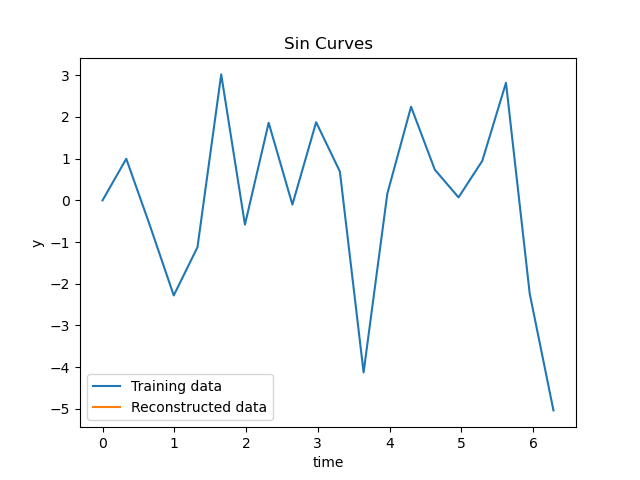 Sin Curves
3
2
1
0
−1
−2
−3
−4
−5
y
Training data
Reconstructed data
0 1 2 3 4 5 6
time